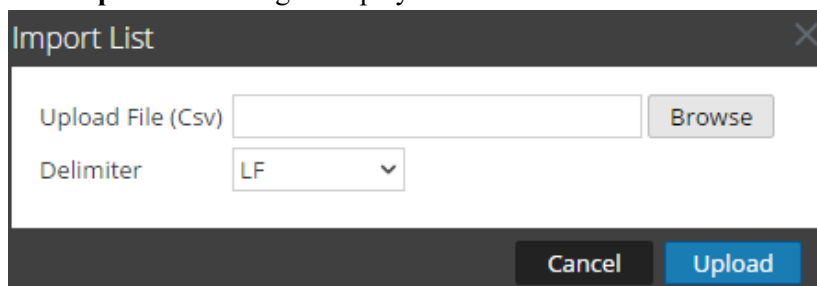 Import List
Upload File (Csv) Browse
Delimiter LF
Cancel Upload